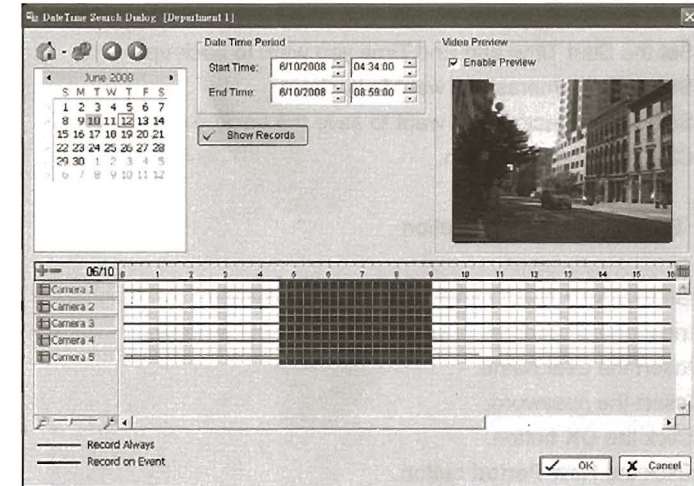 DateTime Search Dialog [Department 1]
Date Time Period
Start Time: 6/10/2008 04:34:00
End Time: 6/10/2008 08:59:00
Show Records
Video Preview
Enable Preview
June 2008
S M T W T F S
1 2 3 4 5 6 7
8 9 10 11 12 13 14
15 16 17 18 19 20 21
22 23 24 25 26 27 28
29 30 1 2 3 4 5
6 7 8 9 10 11 12
06/10 0 1 2 3 4 5 6 7 8 9 10 11 12 13 14 15 16
Camera 1
Camera 2
Camera 3
Camera 4
Camera 5
Record Always
Record on Event
OK
Cancel